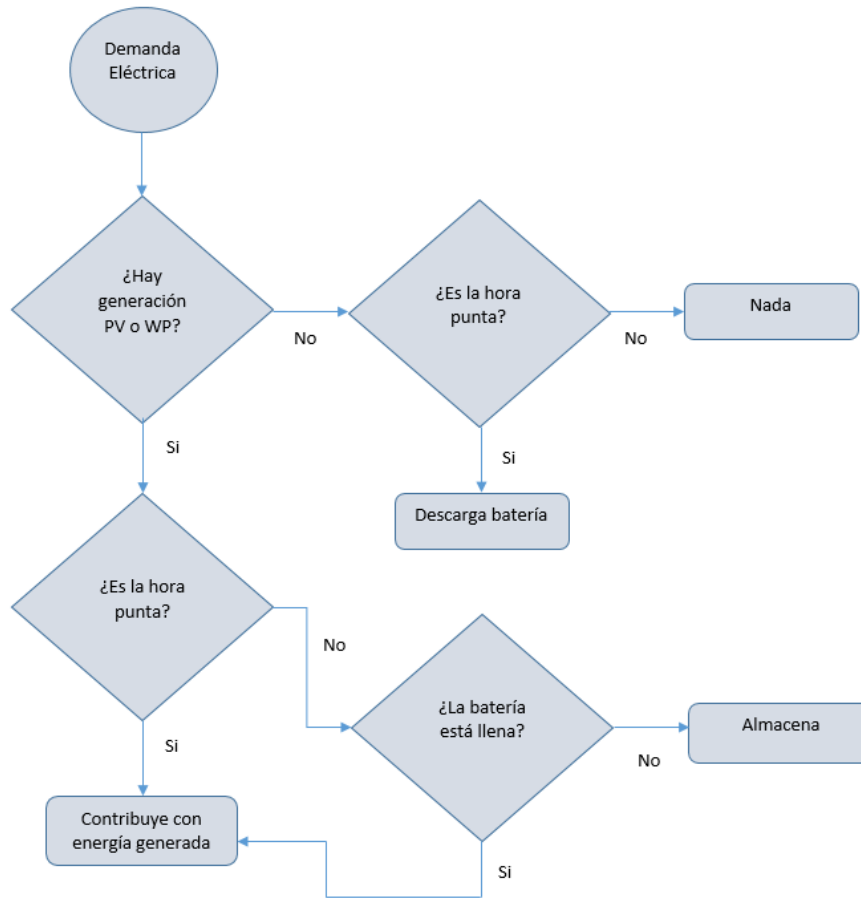 Demanda
Eléctrica
¿Hay
generación
PV o WP?
No
¿Es la hora
punta?
No
Nada
Si
Si
Descarga batería
¿Es la hora
punta?
No
¿La batería
está llena?
No
Almacena
Si
Contribuye con
energía generada
Si